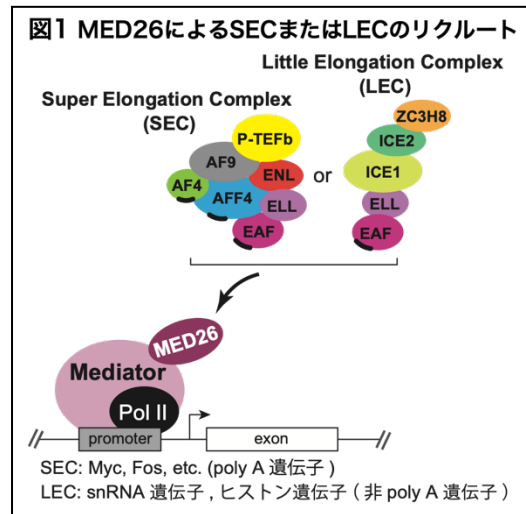 図1 MED26によるSECまたはLECのリクルート
Little Elongation Complex
(LEC)
Super Elongation Complex
(SEC)
ZC3H8
P-TEFb
ICE2
AF9
ENL
or
ICE1
AF4
AFF4
ELL
ELL
EAF
EAF
MED26
Mediator
Pol II
//
promoter
exon
//
SEC: Myc, Fos, etc. (poly A 遺伝子 )
LEC: snRNA 遺伝子 , ヒストン遺伝子 ( 非 poly A 遺伝子 )